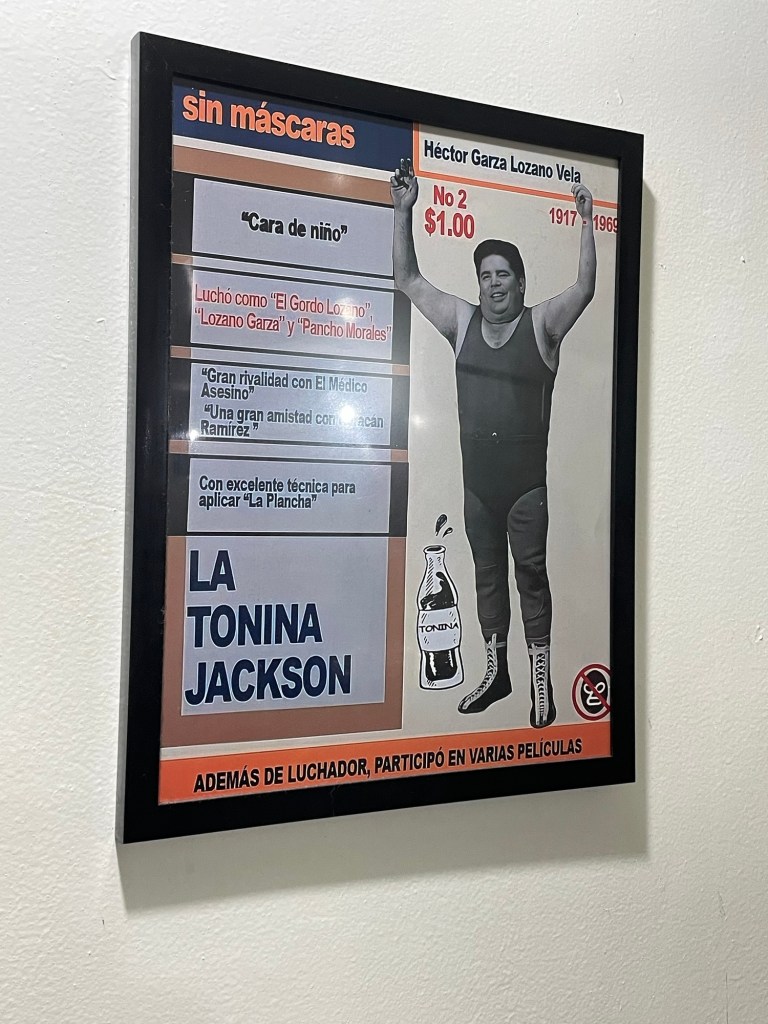 sin máscaras
Héctor Garza Lozano Vela
No 2
$1.00
1917 - 1969
“Cara de niño”
Luchó como “El Gordo Lozano”,
“Lozano Garza” y “Pancho Morales”
“Gran rivalidad con El Médico
Asesino”
“Una gran amistad con
Ramírez”
Con excelente técnica para
aplicar “La Plancha”
LA
TONINA
JACKSON
TONINA
ADEMÁS DE LUCHADOR, PARTICIPÓ EN VARIAS PELÍCULAS